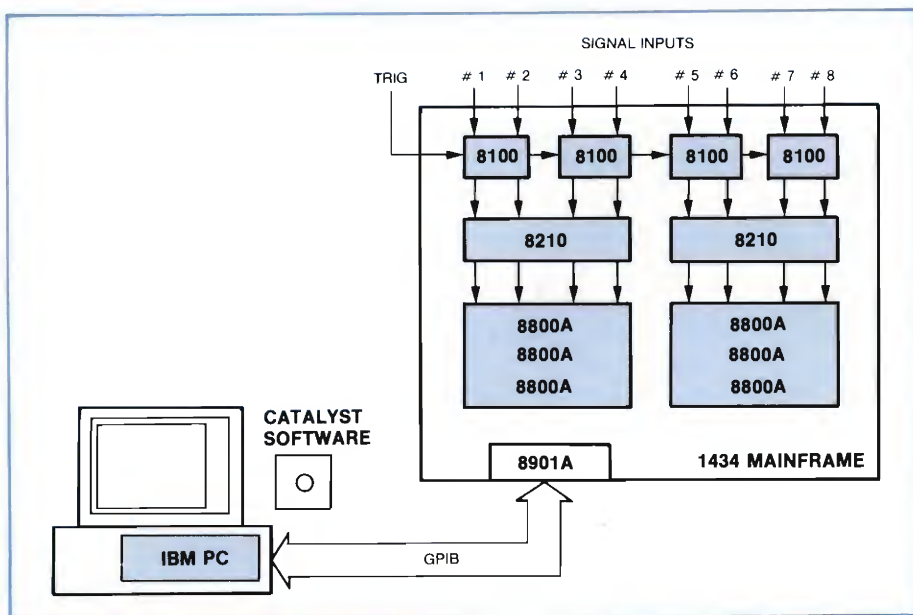 SIGNAL INPUTS
TRIG # 1 # 2 # 3 # 4 # 5 # 6 # 7 # 8
8100 8100 8100 8100
8210 8210
8800A 8800A
8800A 8800A
8800A 8800A
CATALYST
SOFTWARE
8901A 1434 MAINFRAME
IBM PC GPIB